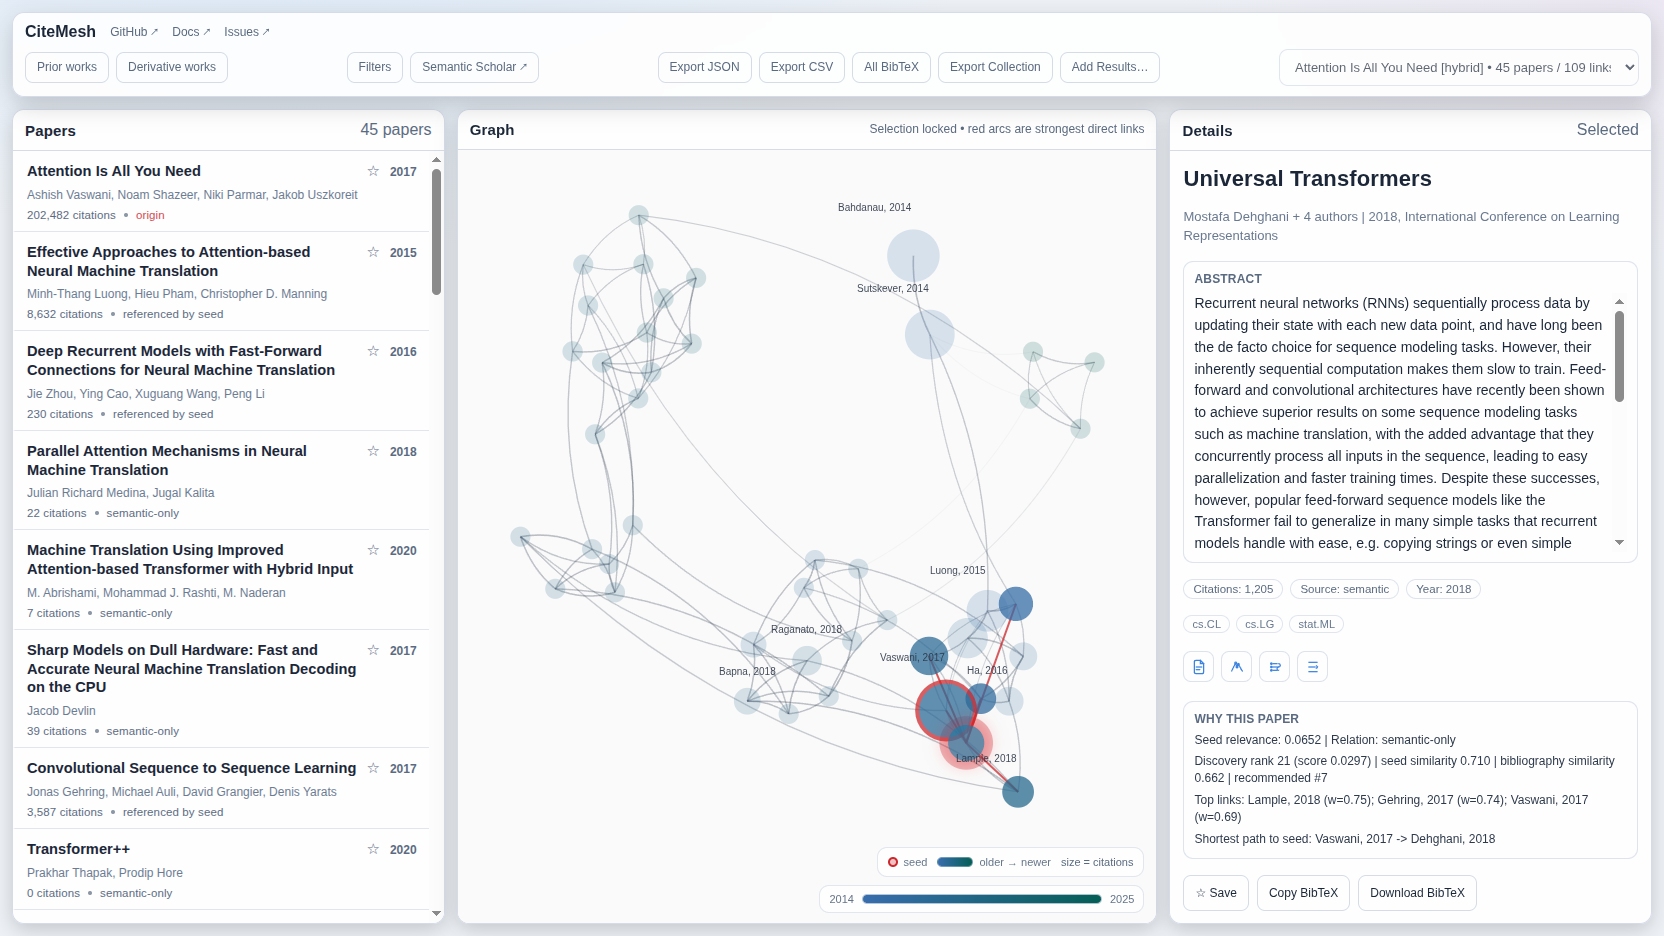 CiteMesh GitHub ↗ Docs ↗ Issues ↗
Prior works Derivative works Filters Semantic Scholar ↗ Export JSON Export CSV All BibTeX Export Collection Add Results… Attention Is All You Need [hybrid] • 45 papers / 109 links
Papers 45 papers
Attention Is All You Need ☆ 2017
Ashish Vaswani, Noam Shazeer, Niki Parmar, Jakob Uszkoreit
202,482 citations • origin
Effective Approaches to Attention-based ☆ 2015
Neural Machine Translation
Minh-Thang Luong, Hieu Pham, Christopher D. Manning
8,632 citations • referenced by seed
Deep Recurrent Models with Fast-Forward ☆ 2016
Connections for Neural Machine Translation
Jie Zhou, Ying Cao, Xuguang Wang, Peng Li
230 citations • referenced by seed
Parallel Attention Mechanisms in Neural ☆ 2018
Machine Translation
Julian Richard Medina, Jugal Kalita
22 citations • semantic-only
Machine Translation Using Improved ☆ 2020
Attention-based Transformer with Hybrid Input
M. Abrishami, Mohammad J. Rashti, M. Naderan
7 citations • semantic-only
Sharp Models on Dull Hardware: Fast and ☆ 2017
Accurate Neural Machine Translation Decoding
on the CPU
Jacob Devlin
39 citations • semantic-only
Convolutional Sequence to Sequence Learning ☆ 2017
Jonas Gehring, Michael Auli, David Grangier, Denis Yarats
3,587 citations • referenced by seed
Transformer++ ☆ 2020
Prakhar Thapak, Prodip Hore
0 citations • semantic-only
Graph Selection locked • red arcs are strongest direct links
Bahdanau, 2014
Sutskever, 2014
Luong, 2015
Raganato, 2018
Vaswani, 2017
Bapna, 2018
Ha, 2016
Lample, 2018
seed older → newer size = citations
2014 2025
Details Selected
Universal Transformers
Mostafa Dehghani + 4 authors | 2018, International Conference on Learning
Representations
ABSTRACT
Recurrent neural networks (RNNs) sequentially process data by
updating their state with each new data point, and have long been
the de facto choice for sequence modeling tasks. However, their
inherently sequential computation makes them slow to train. Feed-
forward and convolutional architectures have recently been shown
to achieve superior results on some sequence modeling tasks
such as machine translation, with the added advantage that they
concurrently process all inputs in the sequence, leading to easy
parallelization and faster training times. Despite these successes,
however, popular feed-forward sequence models like the
Transformer fail to generalize in many simple tasks that recurrent
models handle with ease, e.g. copying strings or even simple
Citations: 1,205 Source: semantic Year: 2018
cs.CL cs.LG stat.ML
WHY THIS PAPER
Seed relevance: 0.0652 | Relation: semantic-only
Discovery rank 21 (score 0.0297) | seed similarity 0.710 | bibliography similarity
0.662 | recommended #7
Top links: Lample, 2018 (w=0.75); Gehring, 2017 (w=0.74); Vaswani, 2017
(w=0.69)
Shortest path to seed: Vaswani, 2017 -> Dehghani, 2018
☆ Save Copy BibTeX Download BibTeX